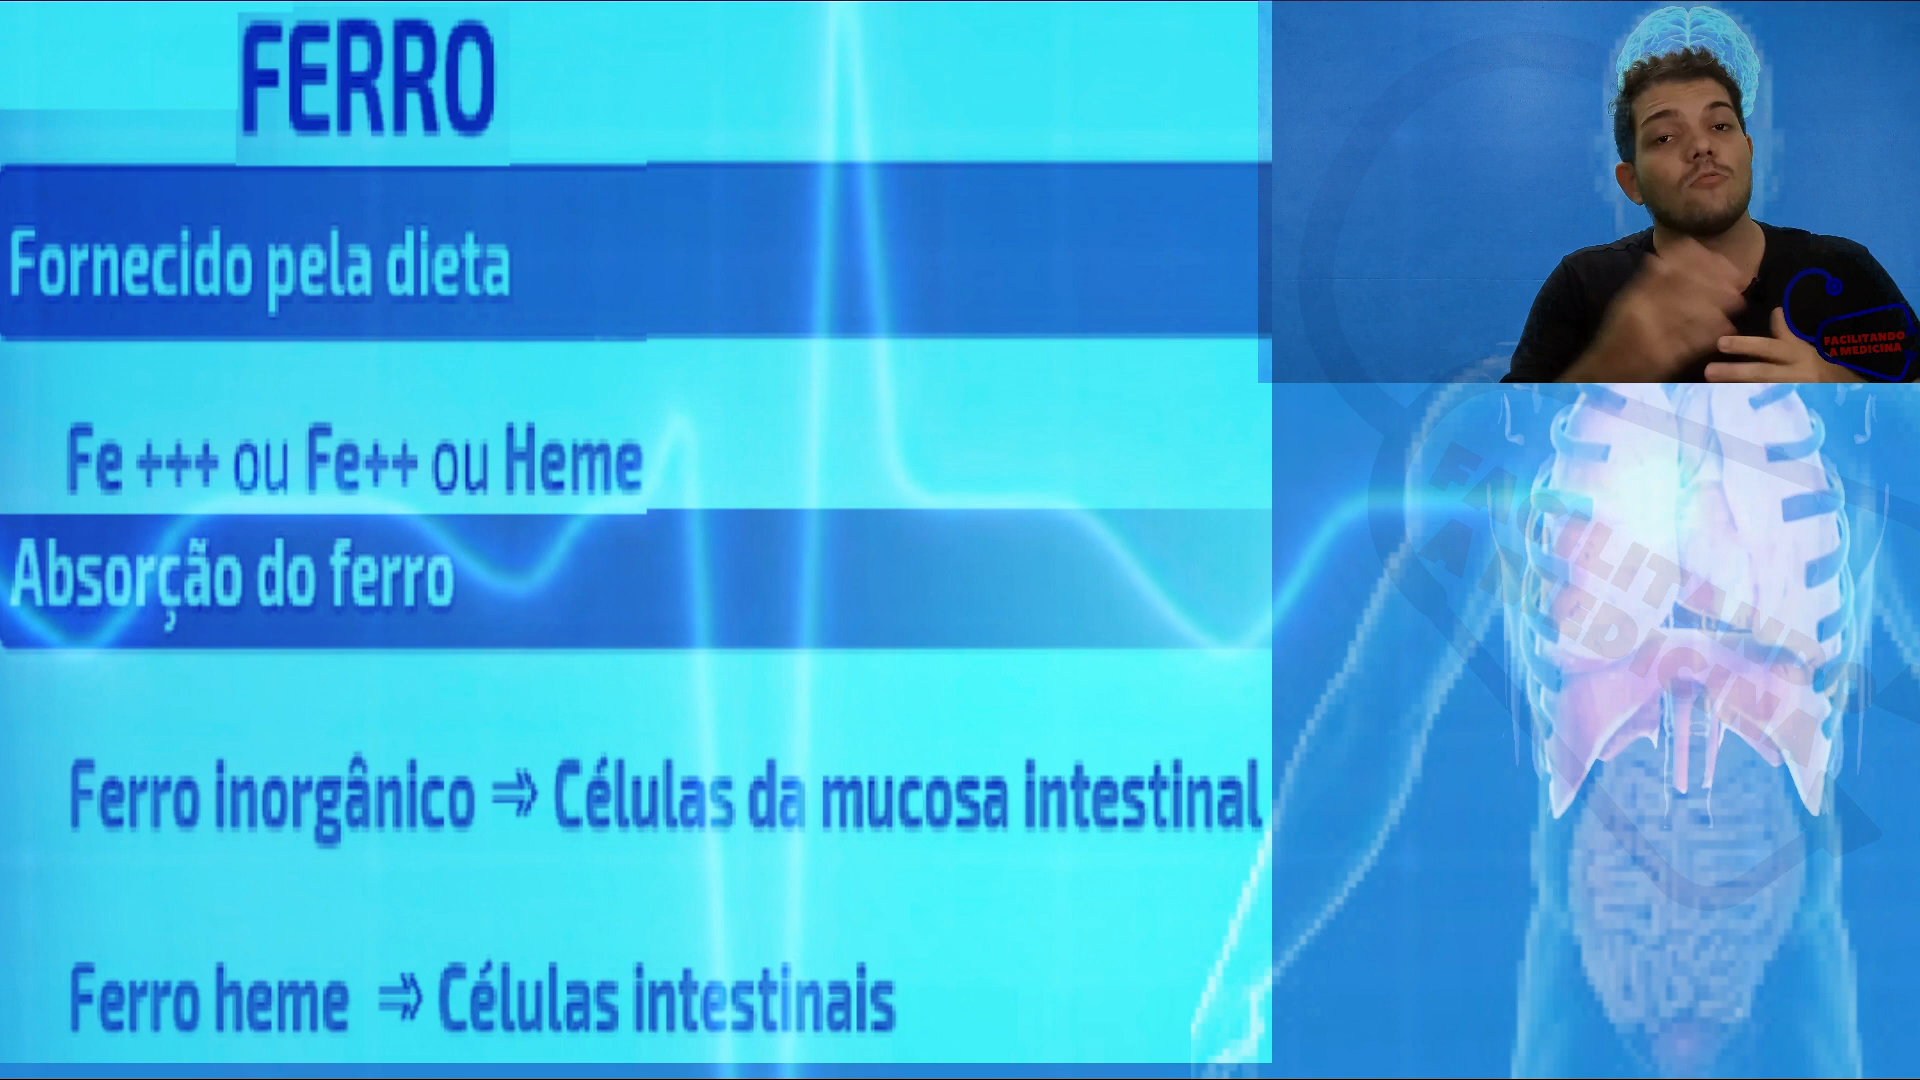 FERRO
Fornecido pela dieta
Fe +++ ou Fe++ ou Heme
Absorção do ferro
Ferro inorgânico ⇒ Células da mucosa intestinal
Ferro heme ⇒ Células intestinais
FACILITANDO
A MEDICINA
FACILITANDO
A MEDICINA